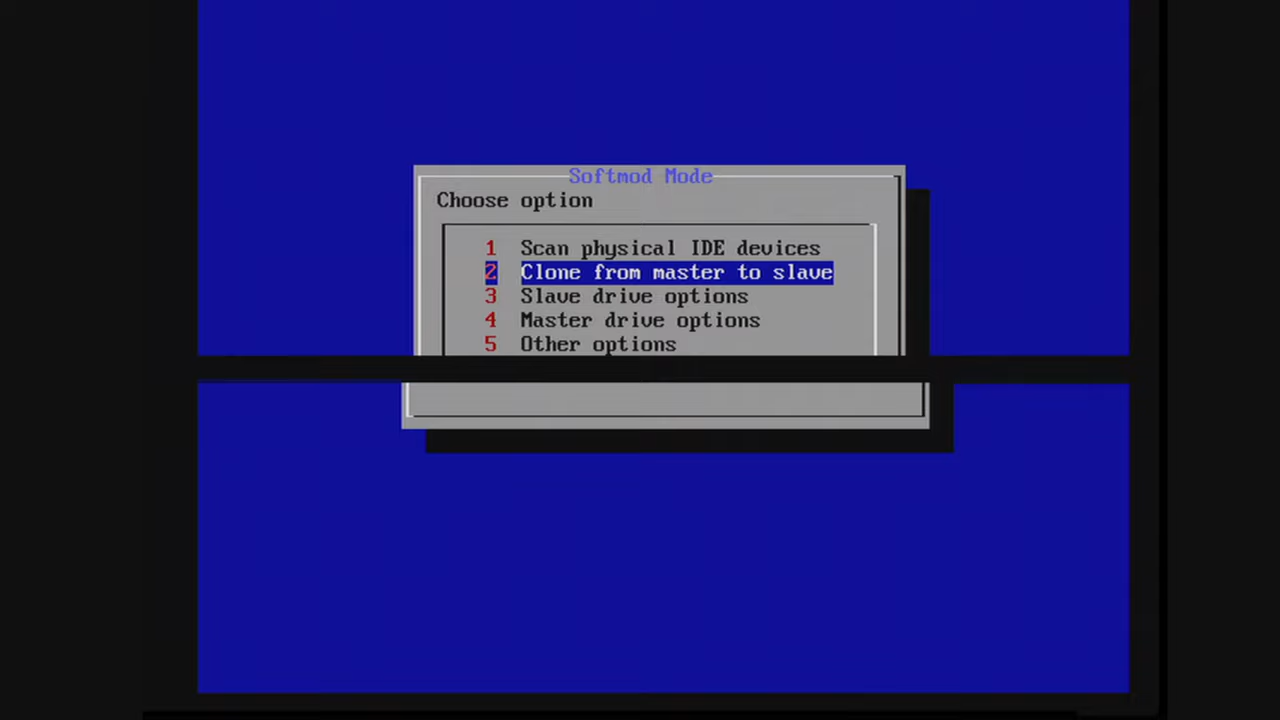 Softmod Mode
Choose option
1 Scan physical IDE devices
2 Clone from master to slave
3 Slave drive options
4 Master drive options
5 Other options